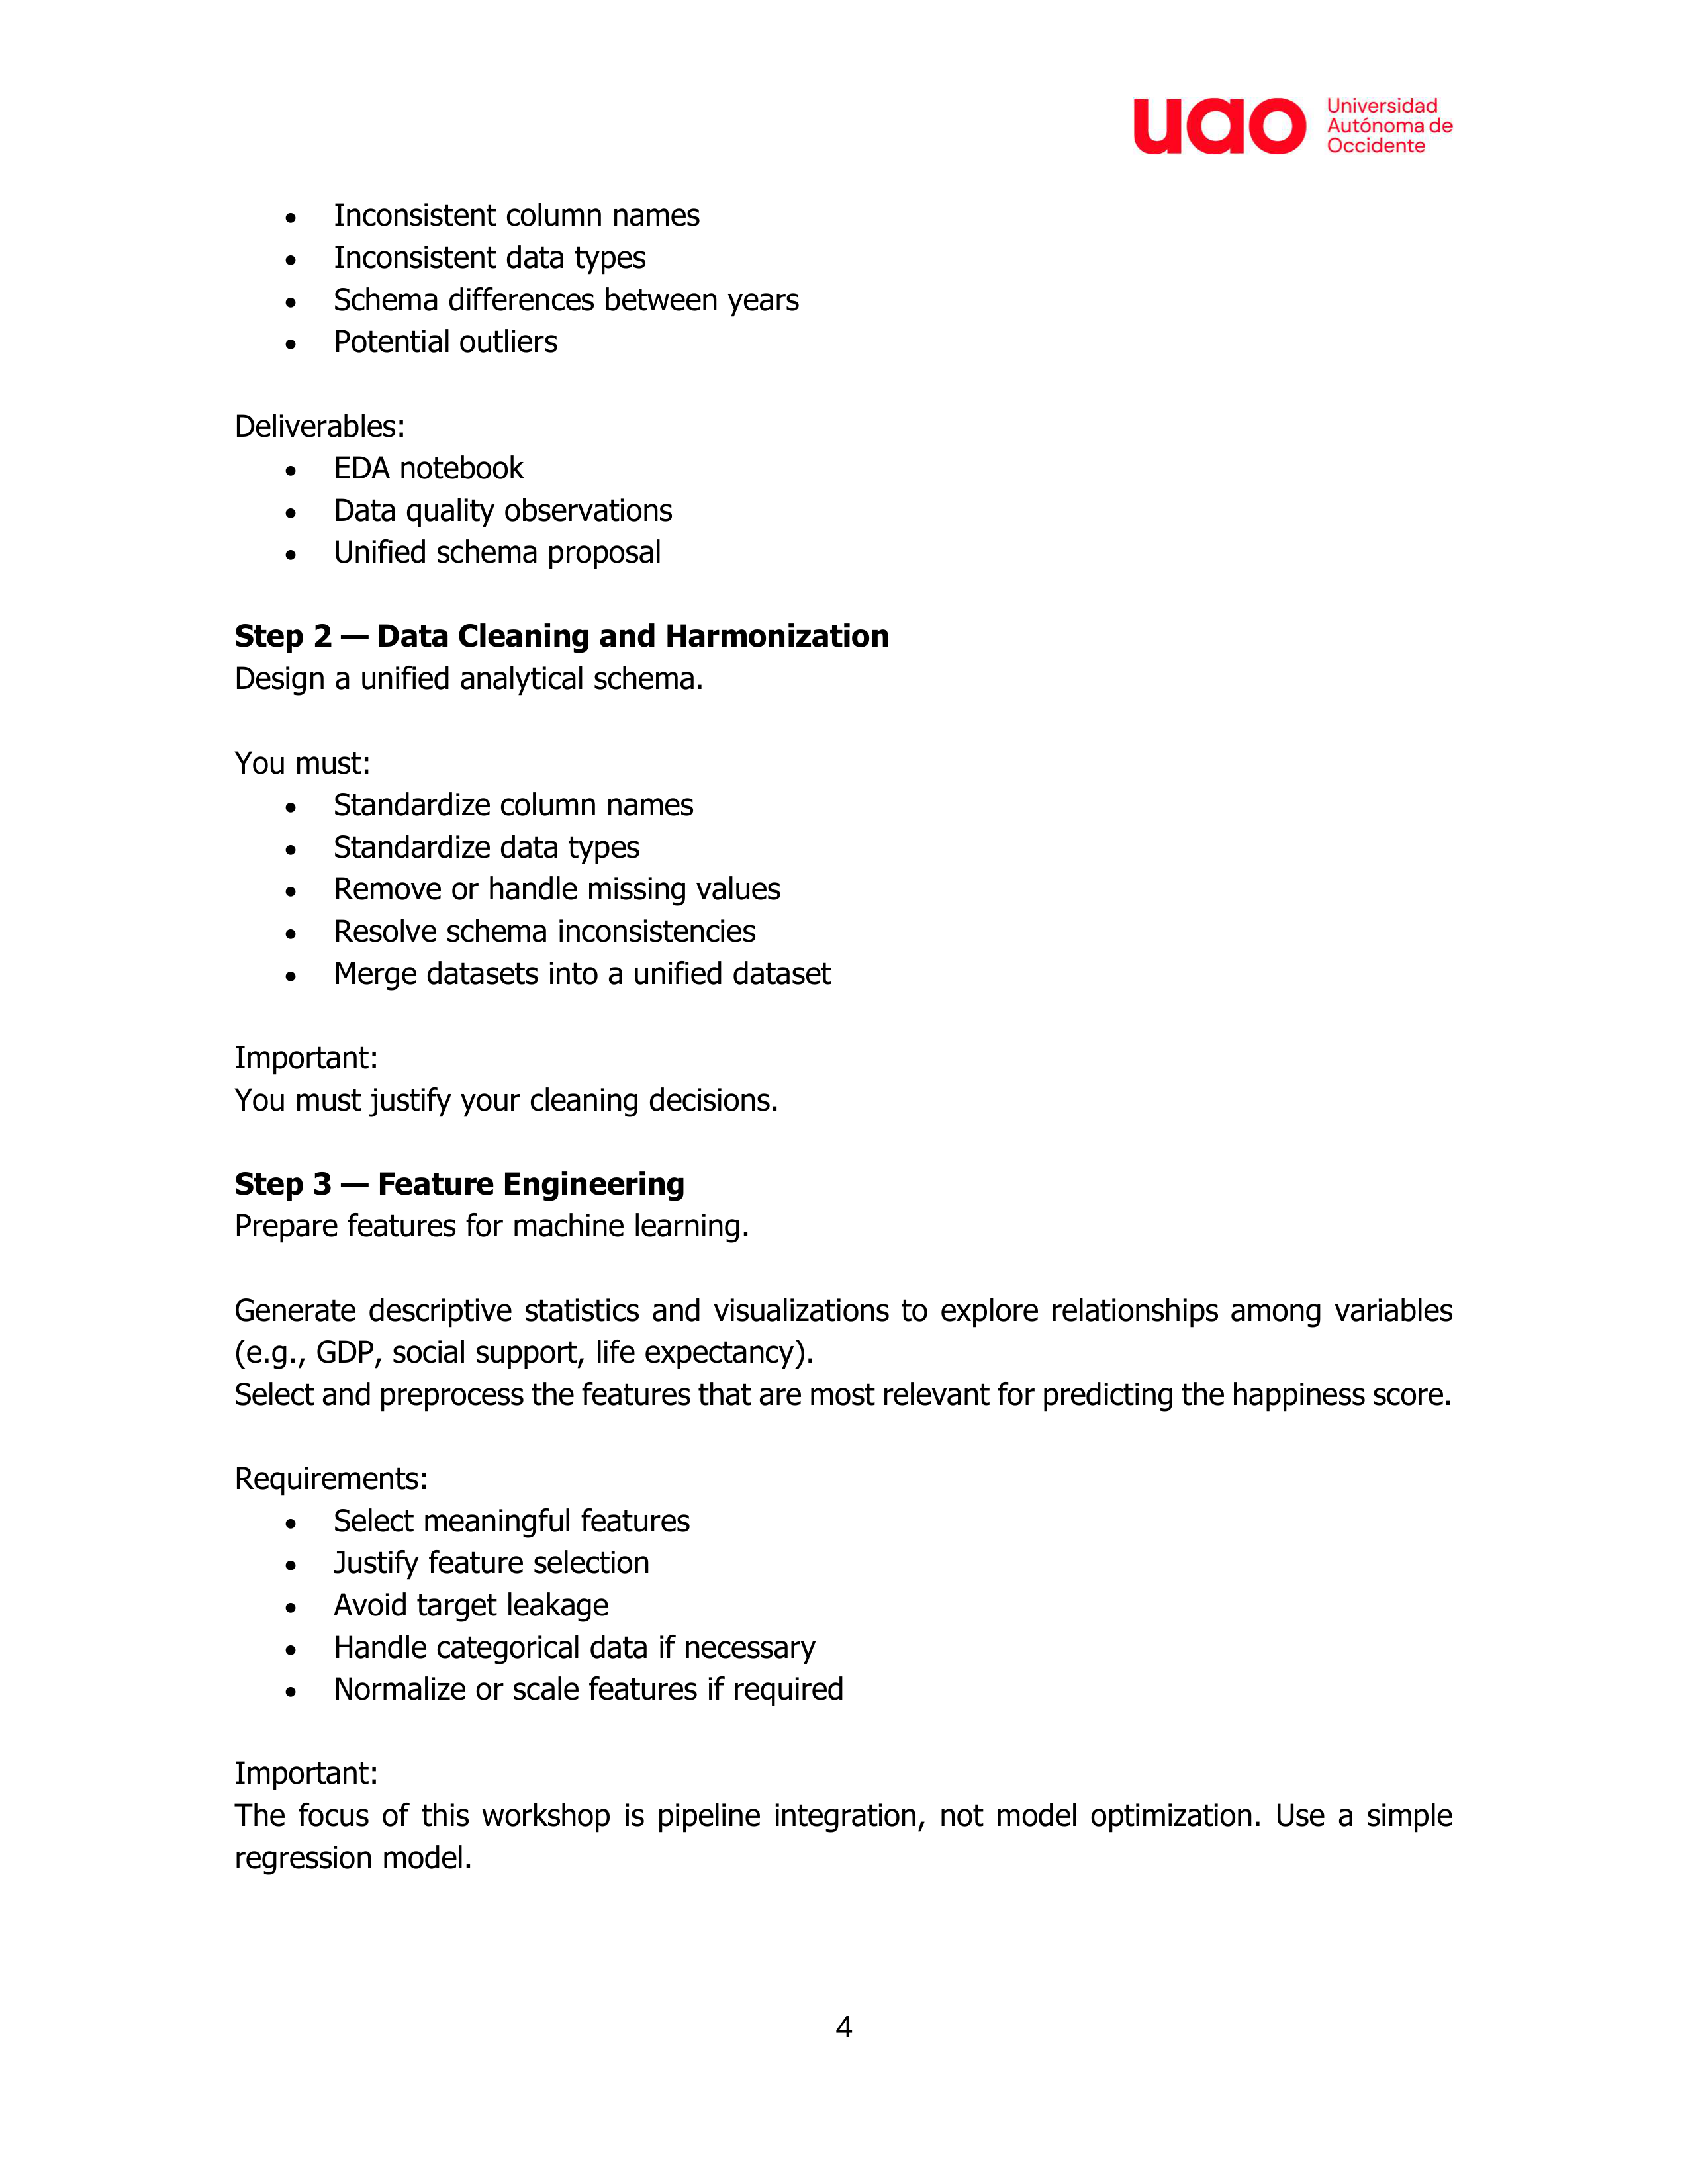 uao
Universidad
Autónoma de
Occidente
• Inconsistent column names
• Inconsistent data types
• Schema differences between years
• Potential outliers
Deliverables:
• EDA notebook
• Data quality observations
• Unified schema proposal
Step 2 — Data Cleaning and Harmonization
Design a unified analytical schema.
You must:
• Standardize column names
• Standardize data types
• Remove or handle missing values
• Resolve schema inconsistencies
• Merge datasets into a unified dataset
Important:
You must justify your cleaning decisions.
Step 3 — Feature Engineering
Prepare features for machine learning.
Generate descriptive statistics and visualizations to explore relationships among variables
(e.g., GDP, social support, life expectancy).
Select and preprocess the features that are most relevant for predicting the happiness score.
Requirements:
• Select meaningful features
• Justify feature selection
• Avoid target leakage
• Handle categorical data if necessary
• Normalize or scale features if required
Important:
The focus of this workshop is pipeline integration, not model optimization. Use a simple
regression model.
4